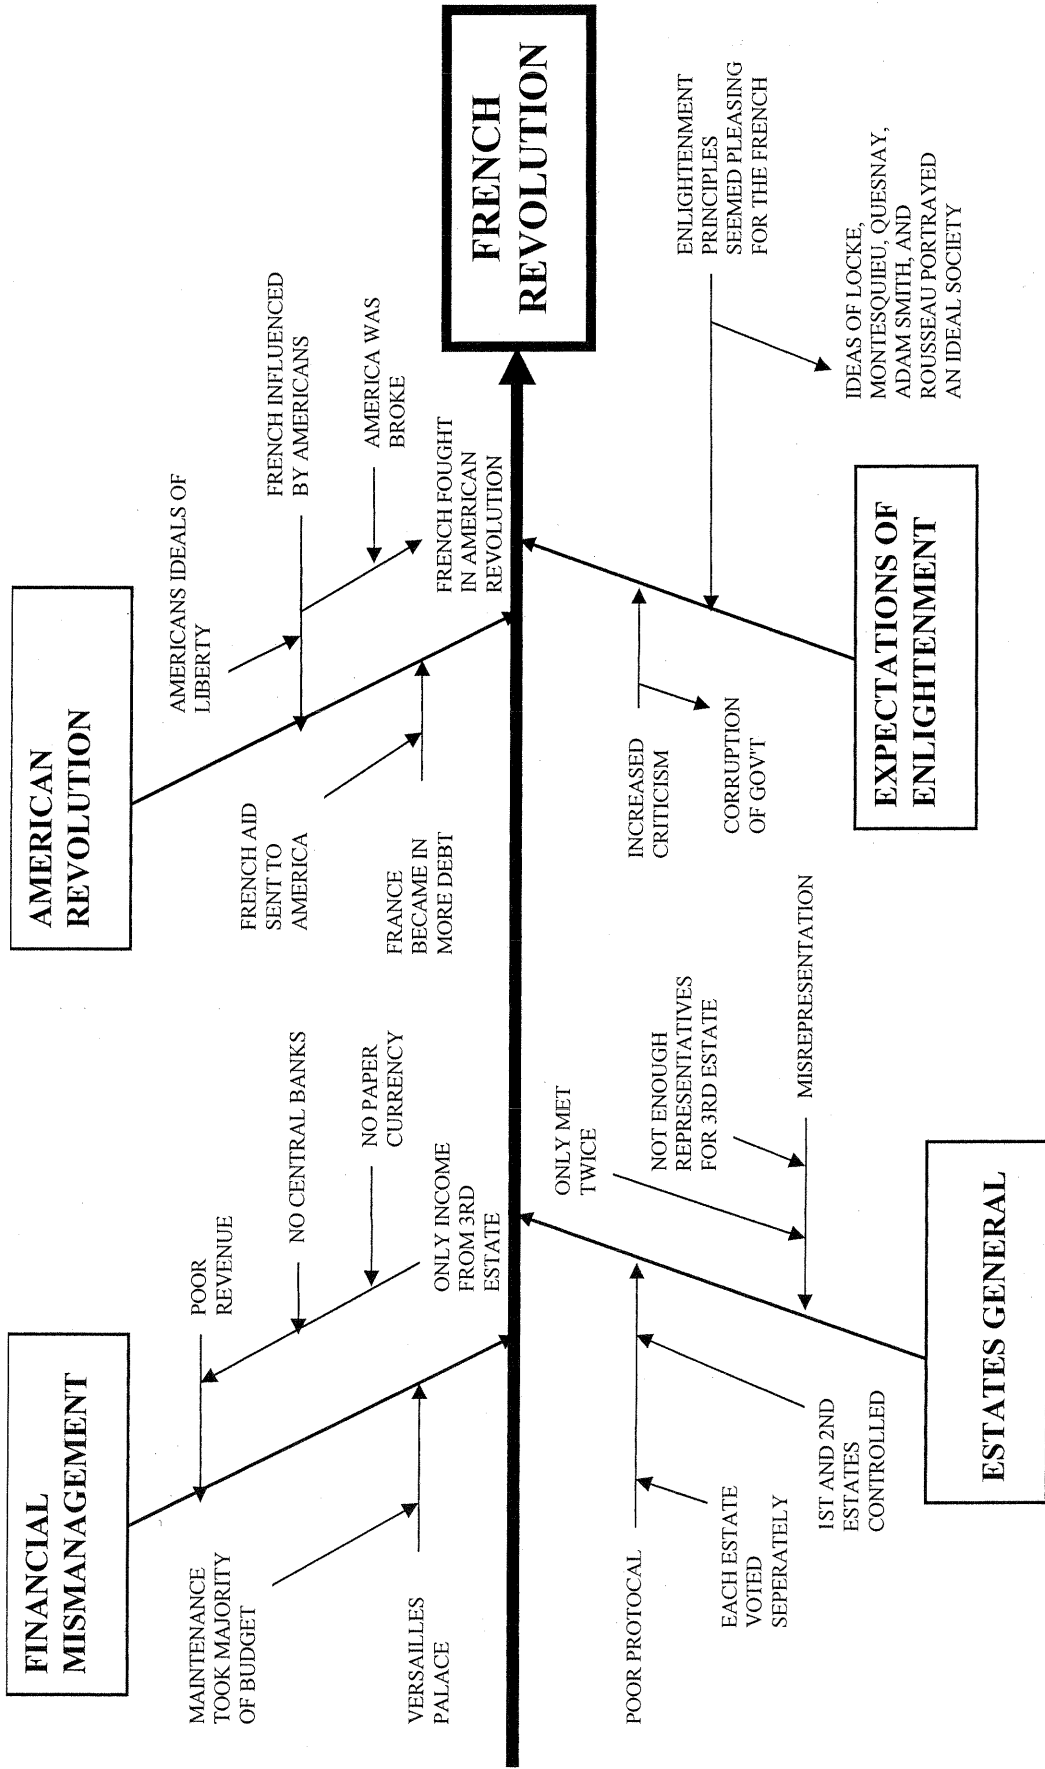 FINANCIAL
MISMANAGEMENT
MAINTENANCE
TOOK MAJORITY
OF BUDGET
VERSAILLES
PALACE
POOR
REVENUE
NO CENTRAL BANKS
NO PAPER
CURRENCY
ONLY INCOME
FROM 3RD
ESTATE
AMERICAN
REVOLUTION
FRENCH AID
SENT TO
AMERICA
FRANCE
BECAME IN
MORE DEBT
AMERICANS IDEALS OF
LIBERTY
FRENCH INFLUENCED
BY AMERICANS
AMERICA WAS
BROKE
FRENCH FOUGHT
IN AMERICAN
REVOLUTION
FRENCH
REVOLUTION
POOR PROTOCAL
EACH ESTATE
VOTED
SEPERATELY
1ST AND 2ND
ESTATES
CONTROLLED
ONLY MET
TWICE
NOT ENOUGH
REPRESENTATIVES
FOR 3RD ESTATE
MISREPRESENTATION
ESTATES GENERAL
INCREASED
CRITICISM
CORRUPTION
OF GOV'T
ENLIGHTENMENT
PRINCIPLES
SEEMED PLEASING
FOR THE FRENCH
IDEAS OF LOCKE,
MONTESQUIEU, QUESNAY,
ADAM SMITH, AND
ROUSSEAU PORTRAYED
AN IDEAL SOCIETY
EXPECTATIONS OF
ENLIGHTENMENT